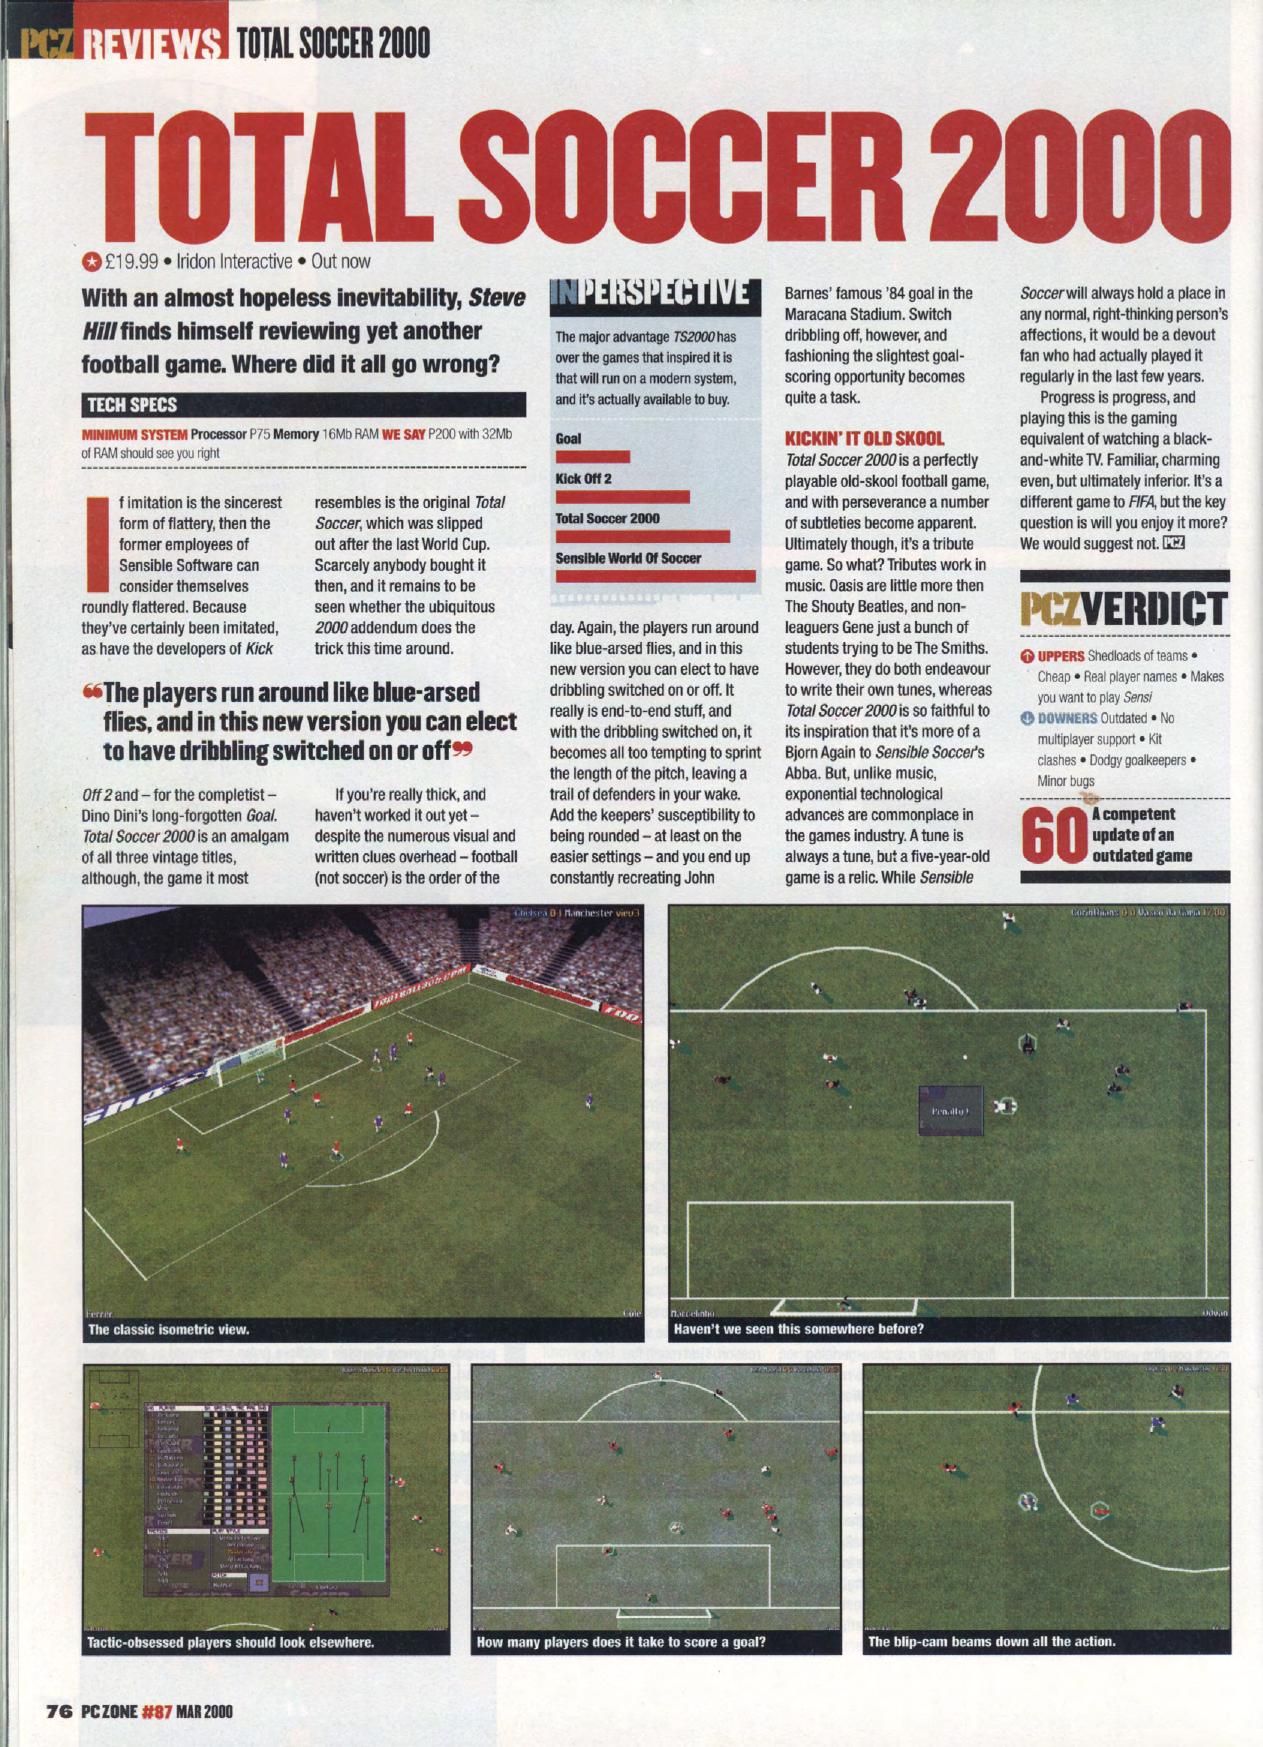 PCZ REVIEWS TOTAL SOCCER 2000
TOTAL SOCCER 2000
£19.99 • Iridon Interactive • Out now
With an almost hopeless inevitability, Steve
Hill finds himself reviewing yet another
football game. Where did it all go wrong?
TECH SPECS
MINIMUM SYSTEM Processor P75 Memory 16Mb RAM WE SAY P200 with 32Mb
of RAM should see you right
If imitation is the sincerest
form of flattery, then the
former employees of
Sensible Software can
consider themselves
roundly flattered. Because
they've certainly been imitated,
as have the developers of Kick
“The players run around like blue-arsed
flies, and in this new version you can elect
to have dribbling switched on or off”
Off 2 and – for the completist –
Dino Dini's long-forgotten Goal.
Total Soccer 2000 is an amalgam
of all three vintage titles,
although, the game it most
resembles is the original Total
Soccer, which was slipped
out after the last World Cup.
Scarcely anybody bought it
then, and it remains to be
seen whether the ubiquitous
2000 addendum does the
trick this time around.
If you're really thick, and
haven't worked it out yet –
despite the numerous visual and
written clues overhead – football
(not soccer) is the order of the
INPERSPECTIVE
The major advantage TS2000 has
over the games that inspired it is
that will run on a modern system,
and it's actually available to buy.
Goal
Kick Off 2
Total Soccer 2000
Sensible World Of Soccer
day. Again, the players run around
like blue-arsed flies, and in this
new version you can elect to have
dribbling switched on or off. It
really is end-to-end stuff, and
with the dribbling switched on, it
becomes all too tempting to sprint
the length of the pitch, leaving a
trail of defenders in your wake.
Add the keepers' susceptibility to
being rounded – at least on the
easier settings – and you end up
constantly recreating John
Barnes' famous '84 goal in the
Maracana Stadium. Switch
dribbling off, however, and
fashioning the slightest goal-
scoring opportunity becomes
quite a task.
KICKIN' IT OLD SKOOL
Total Soccer 2000 is a perfectly
playable old-skool football game,
and with perseverance a number
of subtleties become apparent.
Ultimately though, it's a tribute
game. So what? Tributes work in
music. Oasis are little more then
The Shouty Beatles, and non-
leaguers Gene just a bunch of
students trying to be The Smiths.
However, they do both endeavour
to write their own tunes, whereas
Total Soccer 2000 is so faithful to
its inspiration that it's more of a
Bjorn Again to Sensible Soccer's
Abba. But, unlike music,
exponential technological
advances are commonplace in
the games industry. A tune is
always a tune, but a five-year-old
game is a relic. While Sensible
Soccer will always hold a place in
any normal, right-thinking person's
affections, it would be a devout
fan who had actually played it
regularly in the last few years.
Progress is progress, and
playing this is the gaming
equivalent of watching a black-
and-white TV. Familiar, charming
even, but ultimately inferior. It's a
different game to FIFA, but the key
question is will you enjoy it more?
We would suggest not. PCZ
PCZVERDICT
UPPERS Shedloads of teams •
Cheap • Real player names • Makes
you want to play Sensi
DOWNERS Outdated • No
multiplayer support • Kit
clashes • Dodgy goalkeepers •
Minor bugs
60
A competent
update of an
outdated game
Chelsea 0 1 Manchester view3
Ferrer
Cole
The classic isometric view.
Corinthians 0 0 Vasco da Gama 17:00
Penalty!
Marcelinho
Odvan
Haven't we seen this somewhere before?
Tactic-obsessed players should look elsewhere.
How many players does it take to score a goal?
The blip-cam beams down all the action.
76 PC ZONE #87 MAR 2000